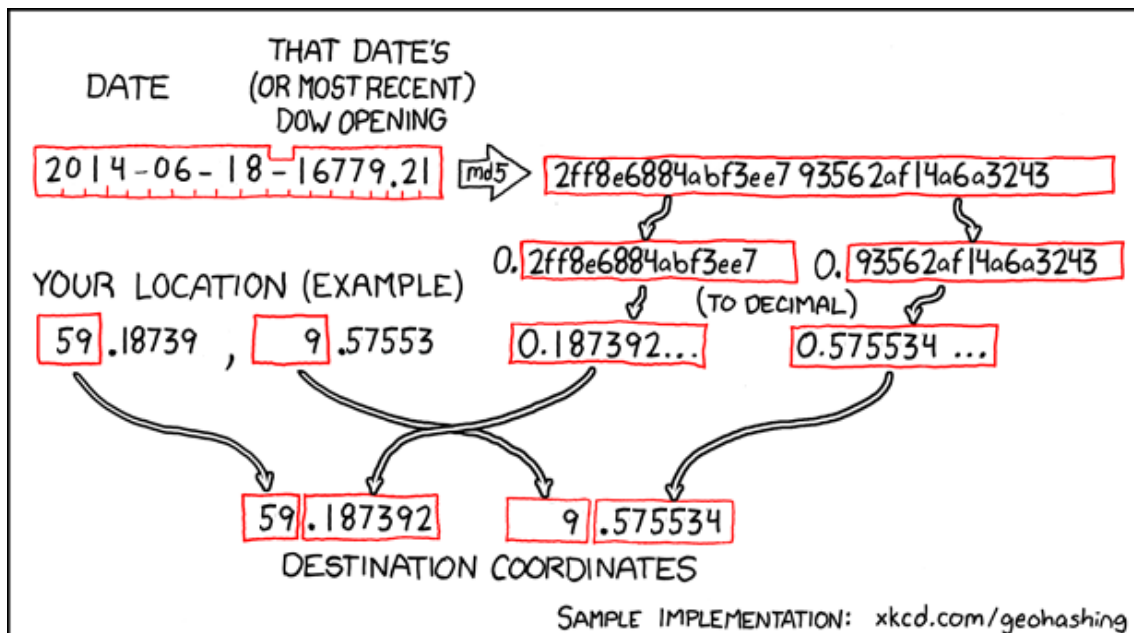 DATE
THAT DATE'S
(OR MOST RECENT)
DOW OPENING
2014-06-18-16779.21
md5
2ff8e6884abf3ee793562af14a6a3243
0.2ff8e6884abf3ee7
0.93562af14a6a3243
YOUR LOCATION (EXAMPLE)
(TO DECIMAL)
59.18739, 9.57553
0.187392...
0.575534...
59.187392
9.575534
DESTINATION COORDINATES
SAMPLE IMPLEMENTATION: xkcd.com/geohashing